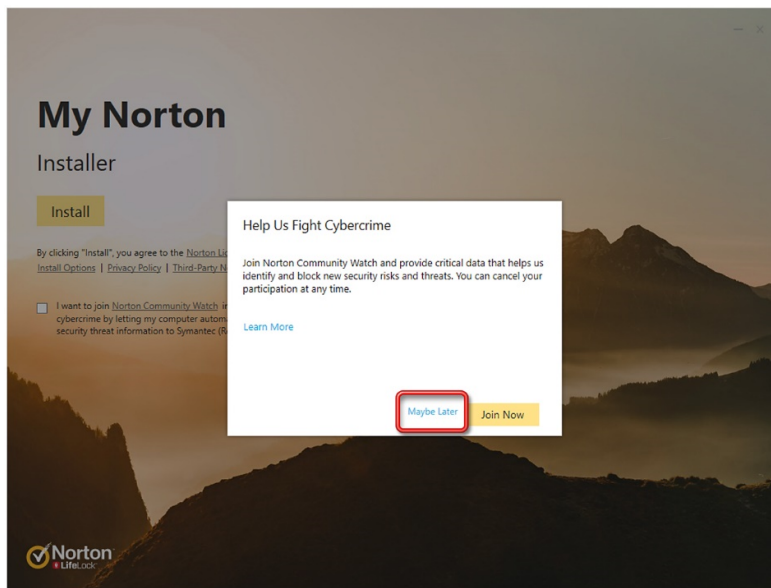 My Norton
Installer
Install
By clicking "Install", you agree to the Norton
Install Options | Privacy Policy | Third-Party
I want to join Norton Community Watch
cybercrime by letting my computer
security threat information to Symantec
Help Us Fight Cybercrime
Join Norton Community Watch and provide critical data that helps us
identify and block new security risks and threats. You can cancel your
participation at any time.
Learn More
Maybe Later
Join Now
Norton
LifeLock